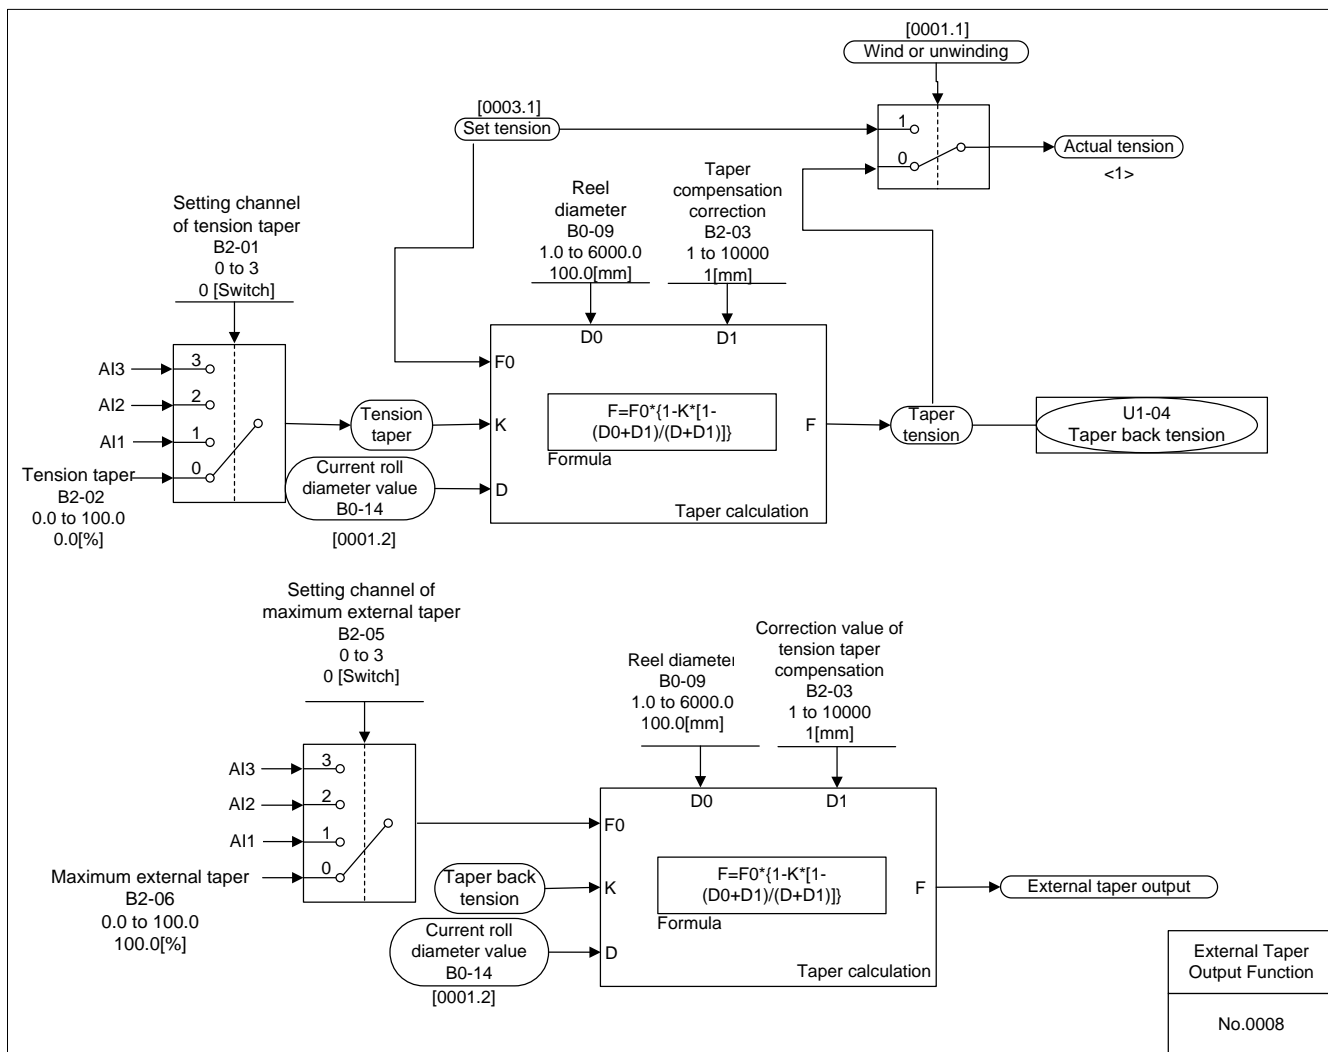 [0001.1]
Wind or unwinding
[0003.1]
Set tension
1
0
Actual tension
<1>
Setting channel
of tension taper
B2-01
0 to 3
0 [Switch]
Reel
diameter
B0-09
1.0 to 6000.0
100.0[mm]
Taper
compensation
correction
B2-03
1 to 10000
1[mm]
D0
D1
AI3
3
AI2
2
AI1
1
Tension taper
0
B2-02
0.0 to 100.0
0.0[%]
Tension
taper
Current roll
diameter value
B0-14
[0001.2]
F0
K
D
F=F0*{1-K*[1-
(D0+D1)/(D+D1)]}
Formula
Taper calculation
F
Taper
tension
U1-04
Taper back tension
Setting channel of
maximum external taper
B2-05
0 to 3
0 [Switch]
Reel diameter
B0-09
1.0 to 6000.0
100.0[mm]
Correction value of
tension taper
compensation
B2-03
1 to 10000
1[mm]
D0
D1
AI3
3
AI2
2
AI1
1
Maximum external taper
0
B2-06
0.0 to 100.0
100.0[%]
Taper back
tension
Current roll
diameter value
B0-14
[0001.2]
F0
K
D
F=F0*{1-K*[1-
(D0+D1)/(D+D1)]}
Formula
Taper calculation
F
External taper output
External Taper
Output Function
No.0008